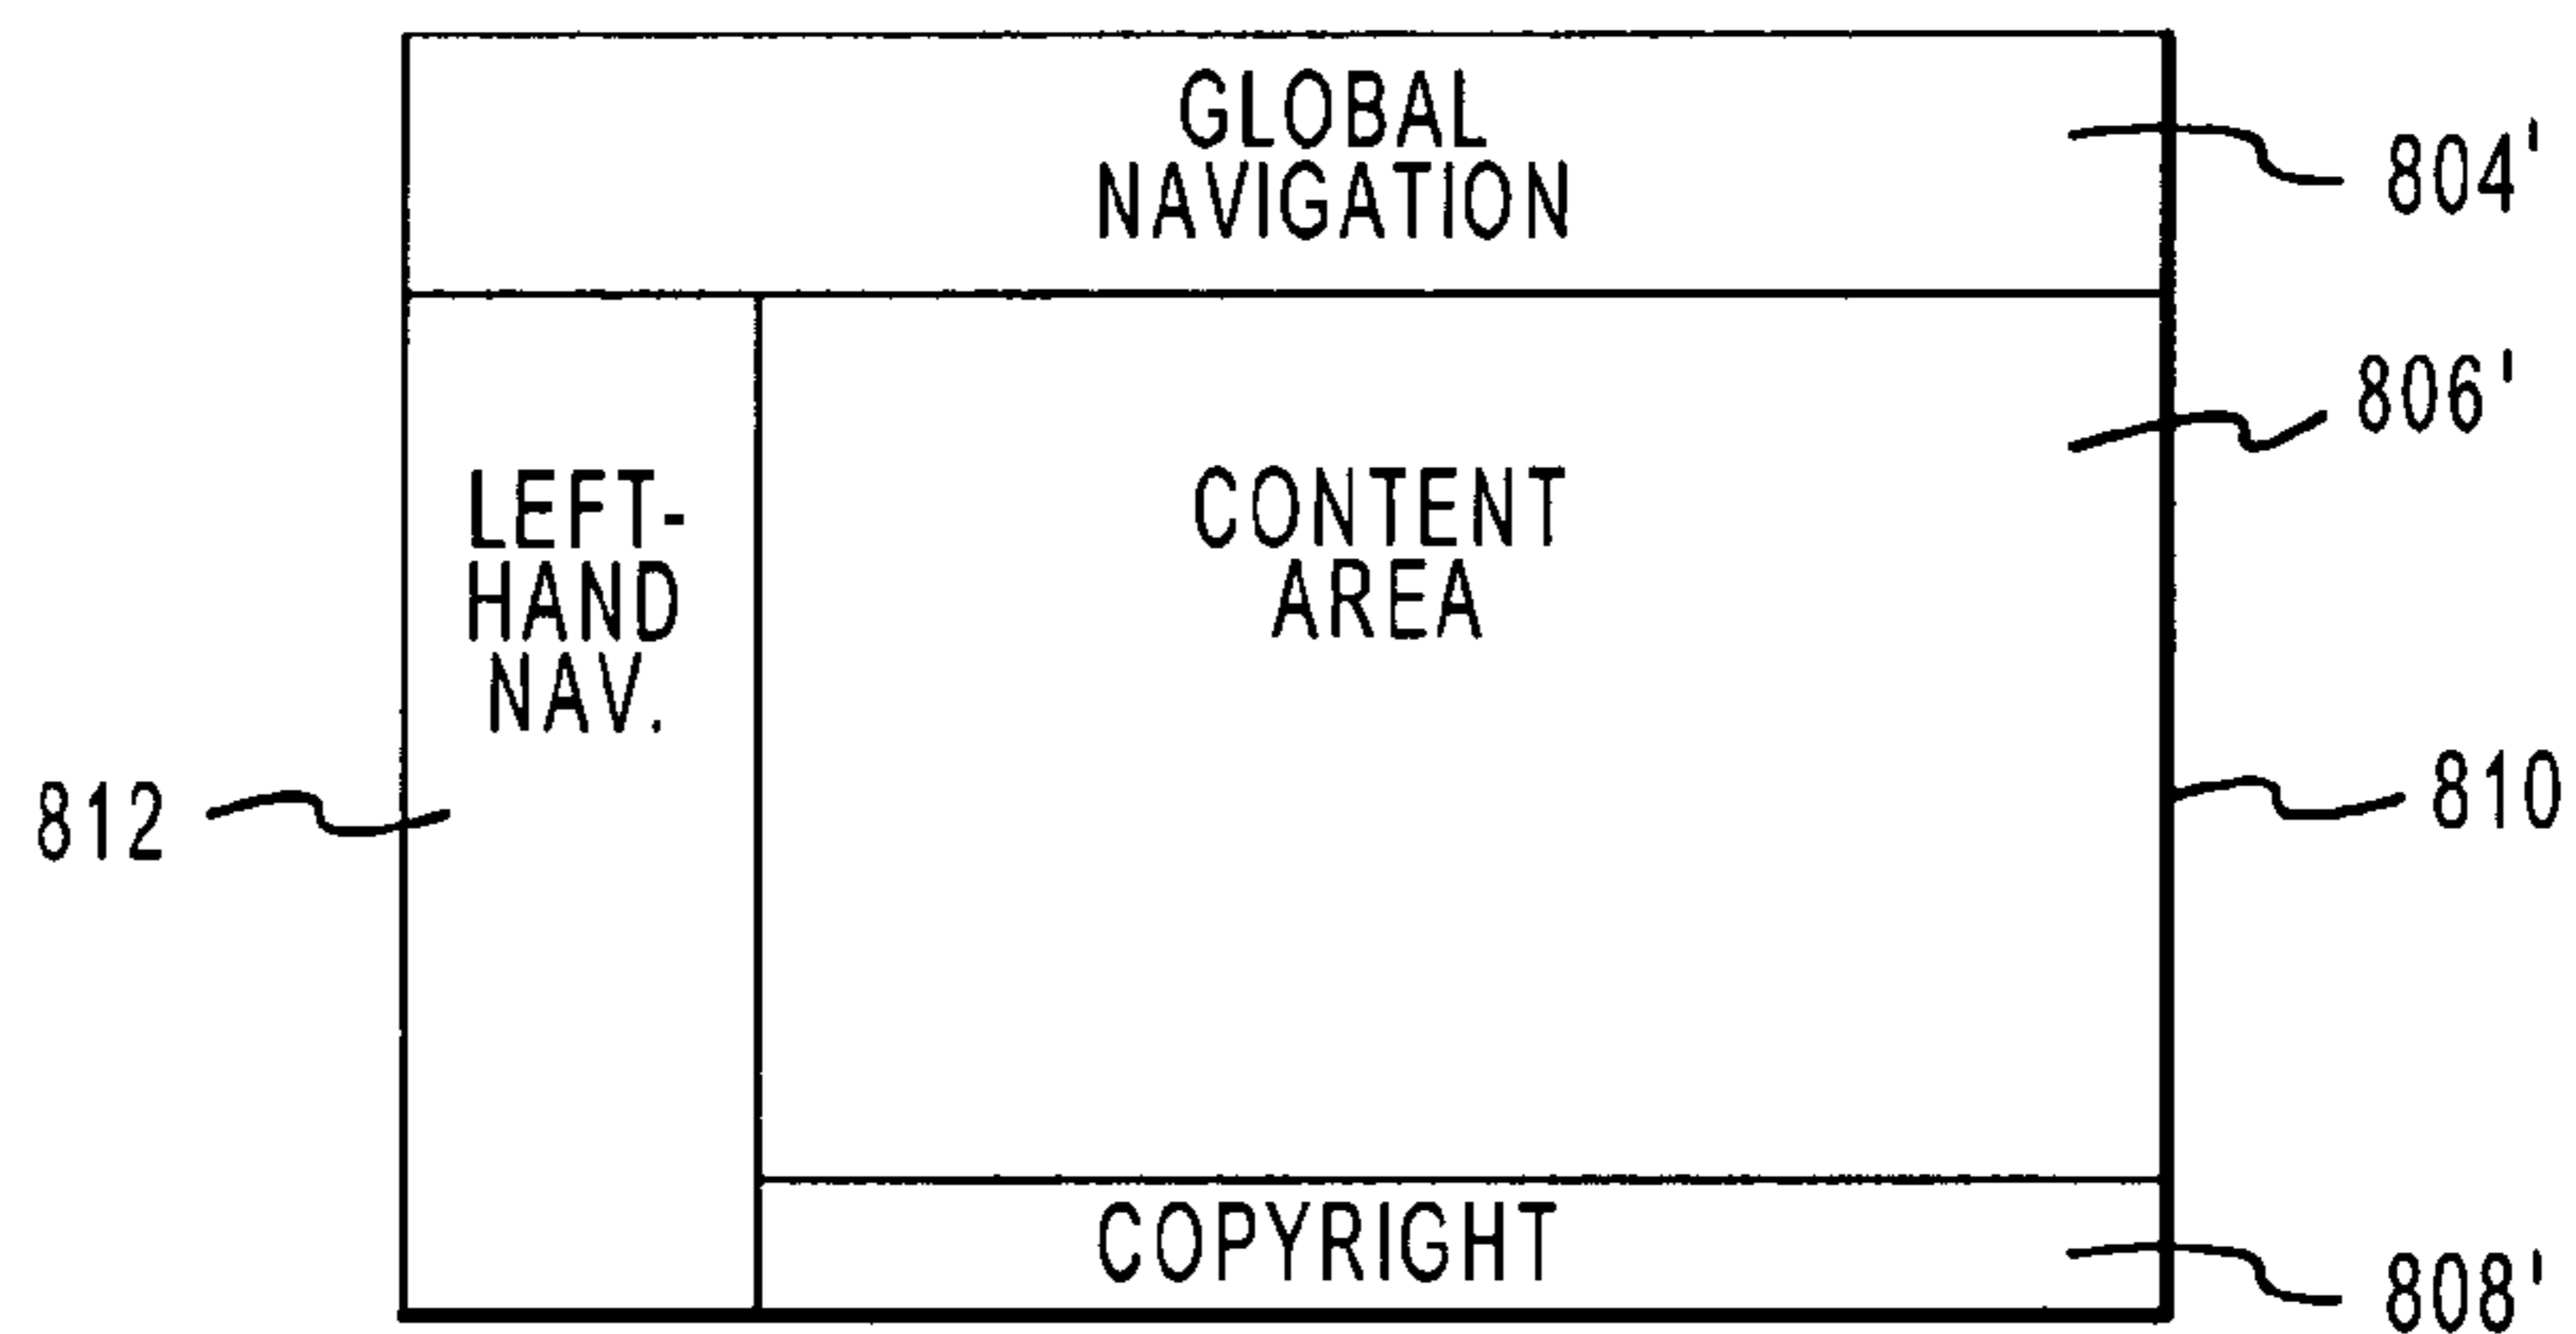 GLOBAL
NAVIGATION
804'
806'
LEFT-
HAND
NAV.
CONTENT
AREA
812
810
COPYRIGHT
808'